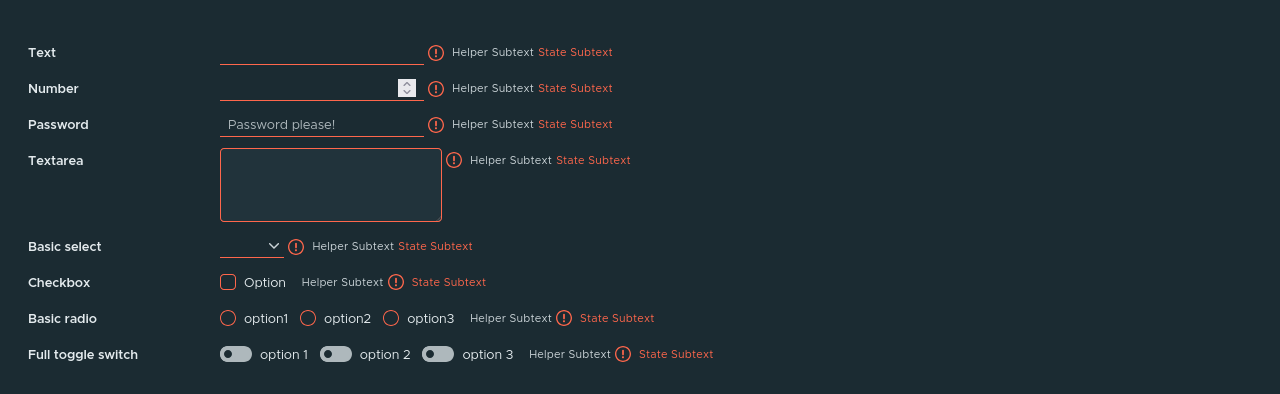 Text Helper Subtext State Subtext
Number Helper Subtext State Subtext
Password Password please! Helper Subtext State Subtext
Textarea Helper Subtext State Subtext
Basic select Helper Subtext State Subtext
Checkbox Option Helper Subtext State Subtext
Basic radio option1 option2 option3 Helper Subtext State Subtext
Full toggle switch option 1 option 2 option 3 Helper Subtext State Subtext